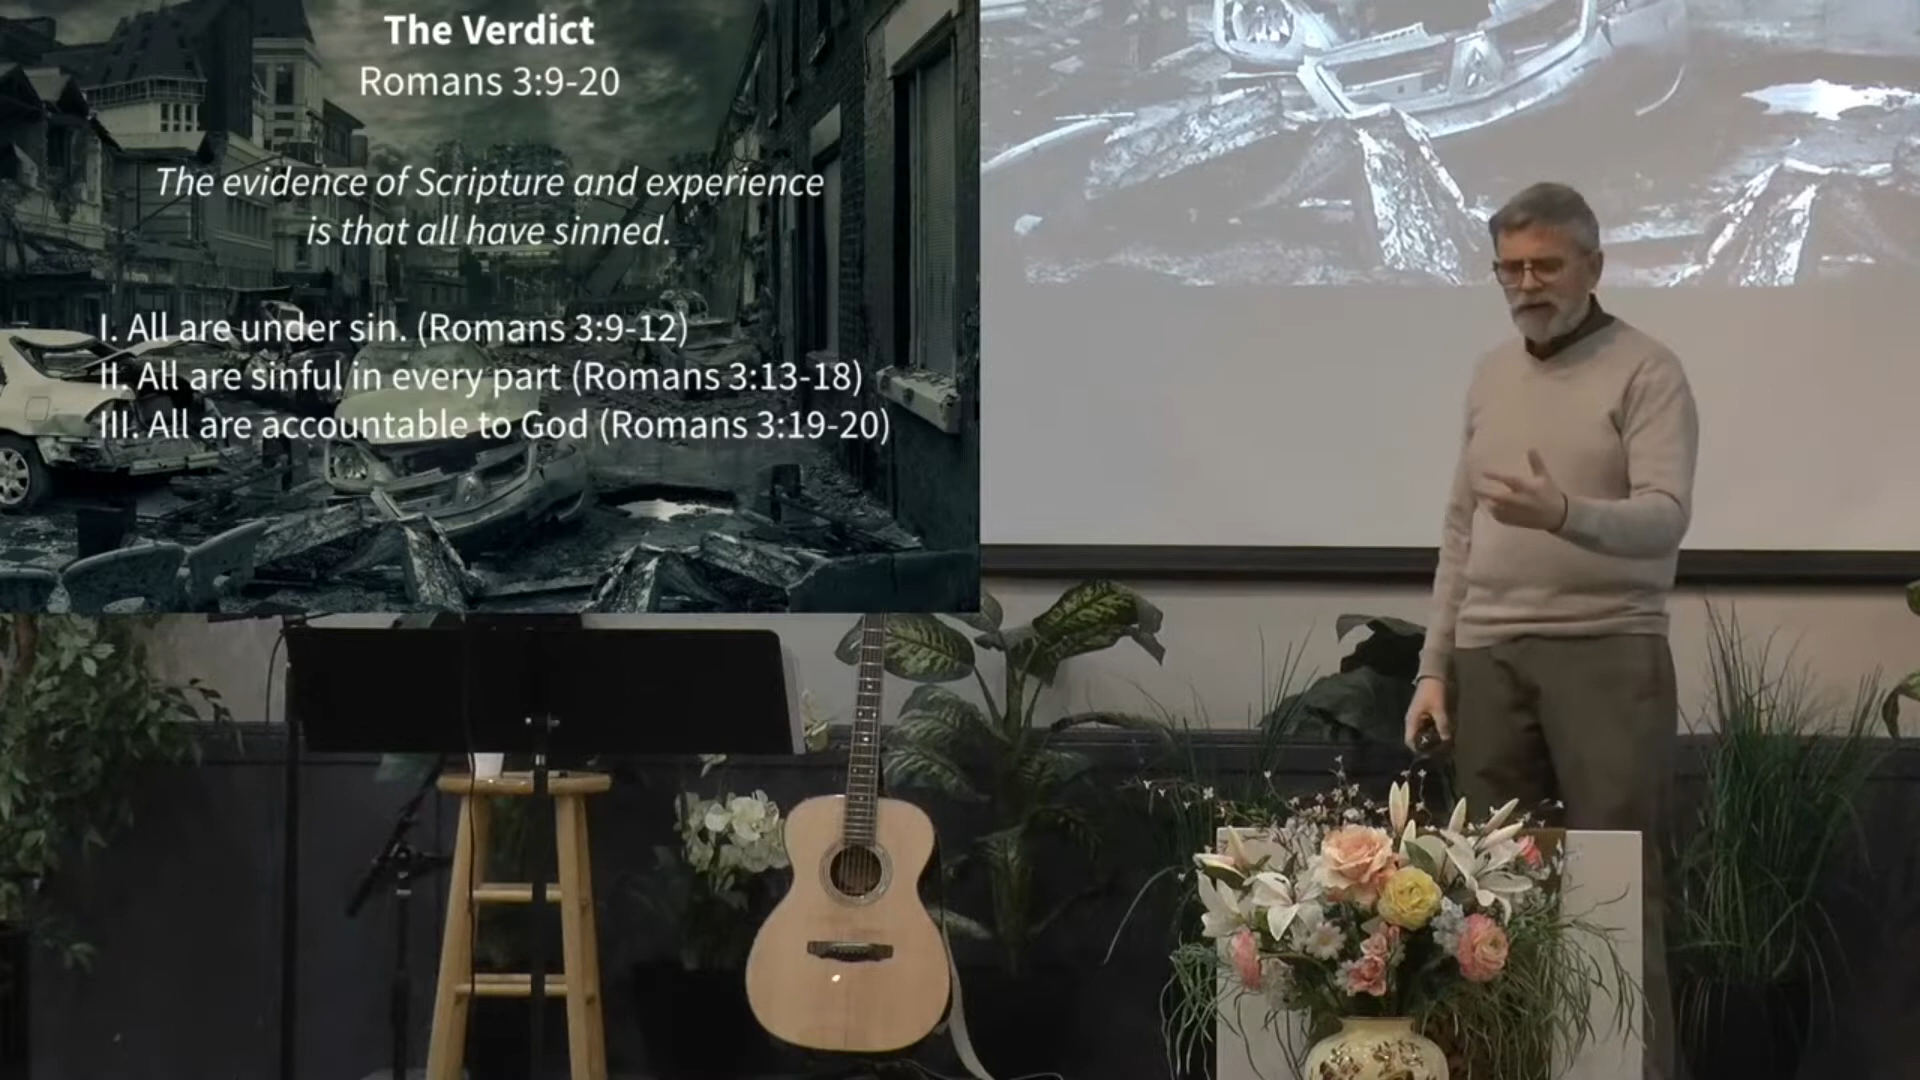 The Verdict
Romans 3:9-20
The evidence of Scripture and experience
is that all have sinned.
I. All are under sin. (Romans 3:9-12)
II. All are sinful in every part (Romans 3:13-18)
III. All are accountable to God (Romans 3:19-20)